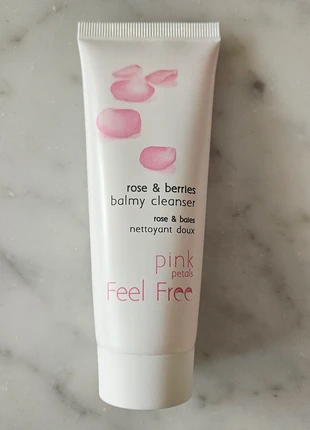 rose & berries
balmy cleanser
rose & baies
nettoyant doux
pink
petals
Feel Free